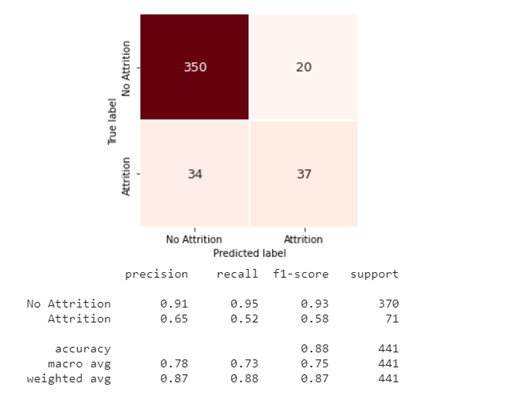 No Attrition
350 20
True label
Attrition
34 37
No Attrition Attrition
Predicted label
precision recall f1-score support
No Attrition 0.91 0.95 0.93 370
Attrition 0.65 0.52 0.58 71
accuracy 0.88 441
macro avg 0.78 0.73 0.75 441
weighted avg 0.87 0.88 0.87 441